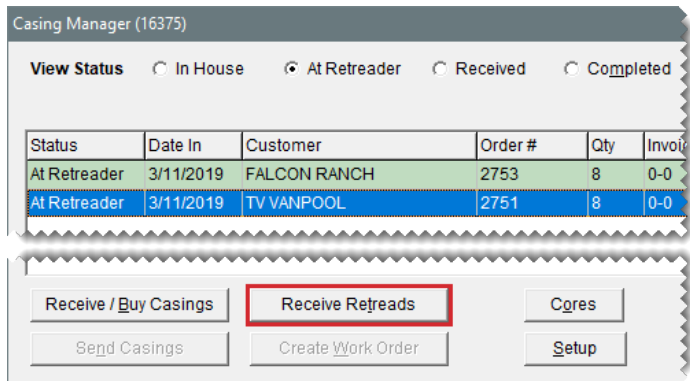 Casing Manager (16375)
View Status In House At Retreader Received Completed
Status Date In Customer Order # Qty
At Retreader 3/11/2019 FALCON RANCH 2753 8 0-0
At Retreader 3/11/2019 TV VANPOOL 2751 8 0-0
Receive / Buy Casings Receive Retreads Cores
Send Casings Create Work Order Setup